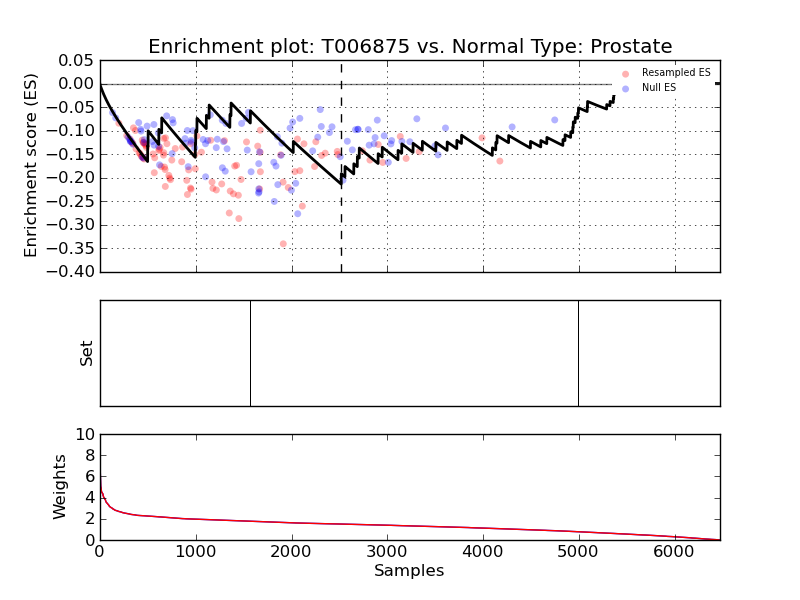 Enrichment plot: T006875 vs. Normal Type: Prostate
Enrichment score (ES)
0.05
0.00
−0.05
−0.10
−0.15
−0.20
−0.25
−0.30
−0.35
−0.40
Resampled ES
Null ES
Set
Weights
10
8
6
4
2
0
0 1000 2000 3000 4000 5000 6000
Samples